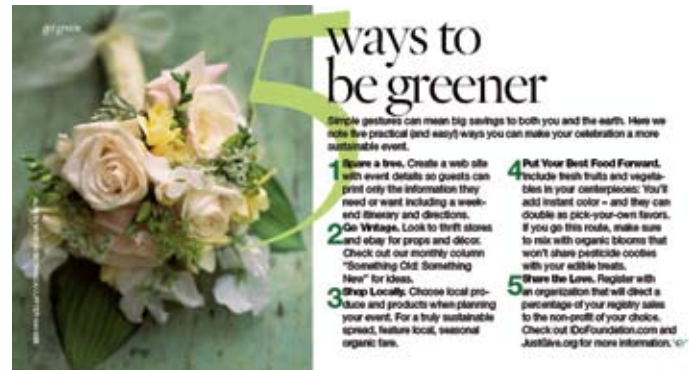 go green
5 ways to
be greener
Simple gestures can mean big savings to both you and the earth. Here we
note five practical (and easy!) ways you can make your celebration a more
sustainable event.
1 Spare a tree. Create a web site
with event details so guests can
print only the information they
need or want including a week-
end itinerary and directions.
2 Go Vintage. Look to thrift stores
and ebay for props and décor.
Check out our monthly column
"Something Old: Something
New" for ideas.
3 Shop Locally. Choose local pro-
duce and products when planning
your event. For a truly sustainable
spread, feature local, seasonal
organic fare.
4 Put Your Best Food Forward.
Include fresh fruits and vegeta-
bles in your centerpieces: You'll
add instant color – and they can
double as pick-your-own favors.
If you go this route, make sure
to mix with organic blooms that
won't share pesticide cooties
with your edible treats.
5 Share the Love. Register with
an organization that will direct a
percentage of your registry sales
to the non-profit of your choice.
Check out IDoFoundation.com and
JustGive.org for more information.